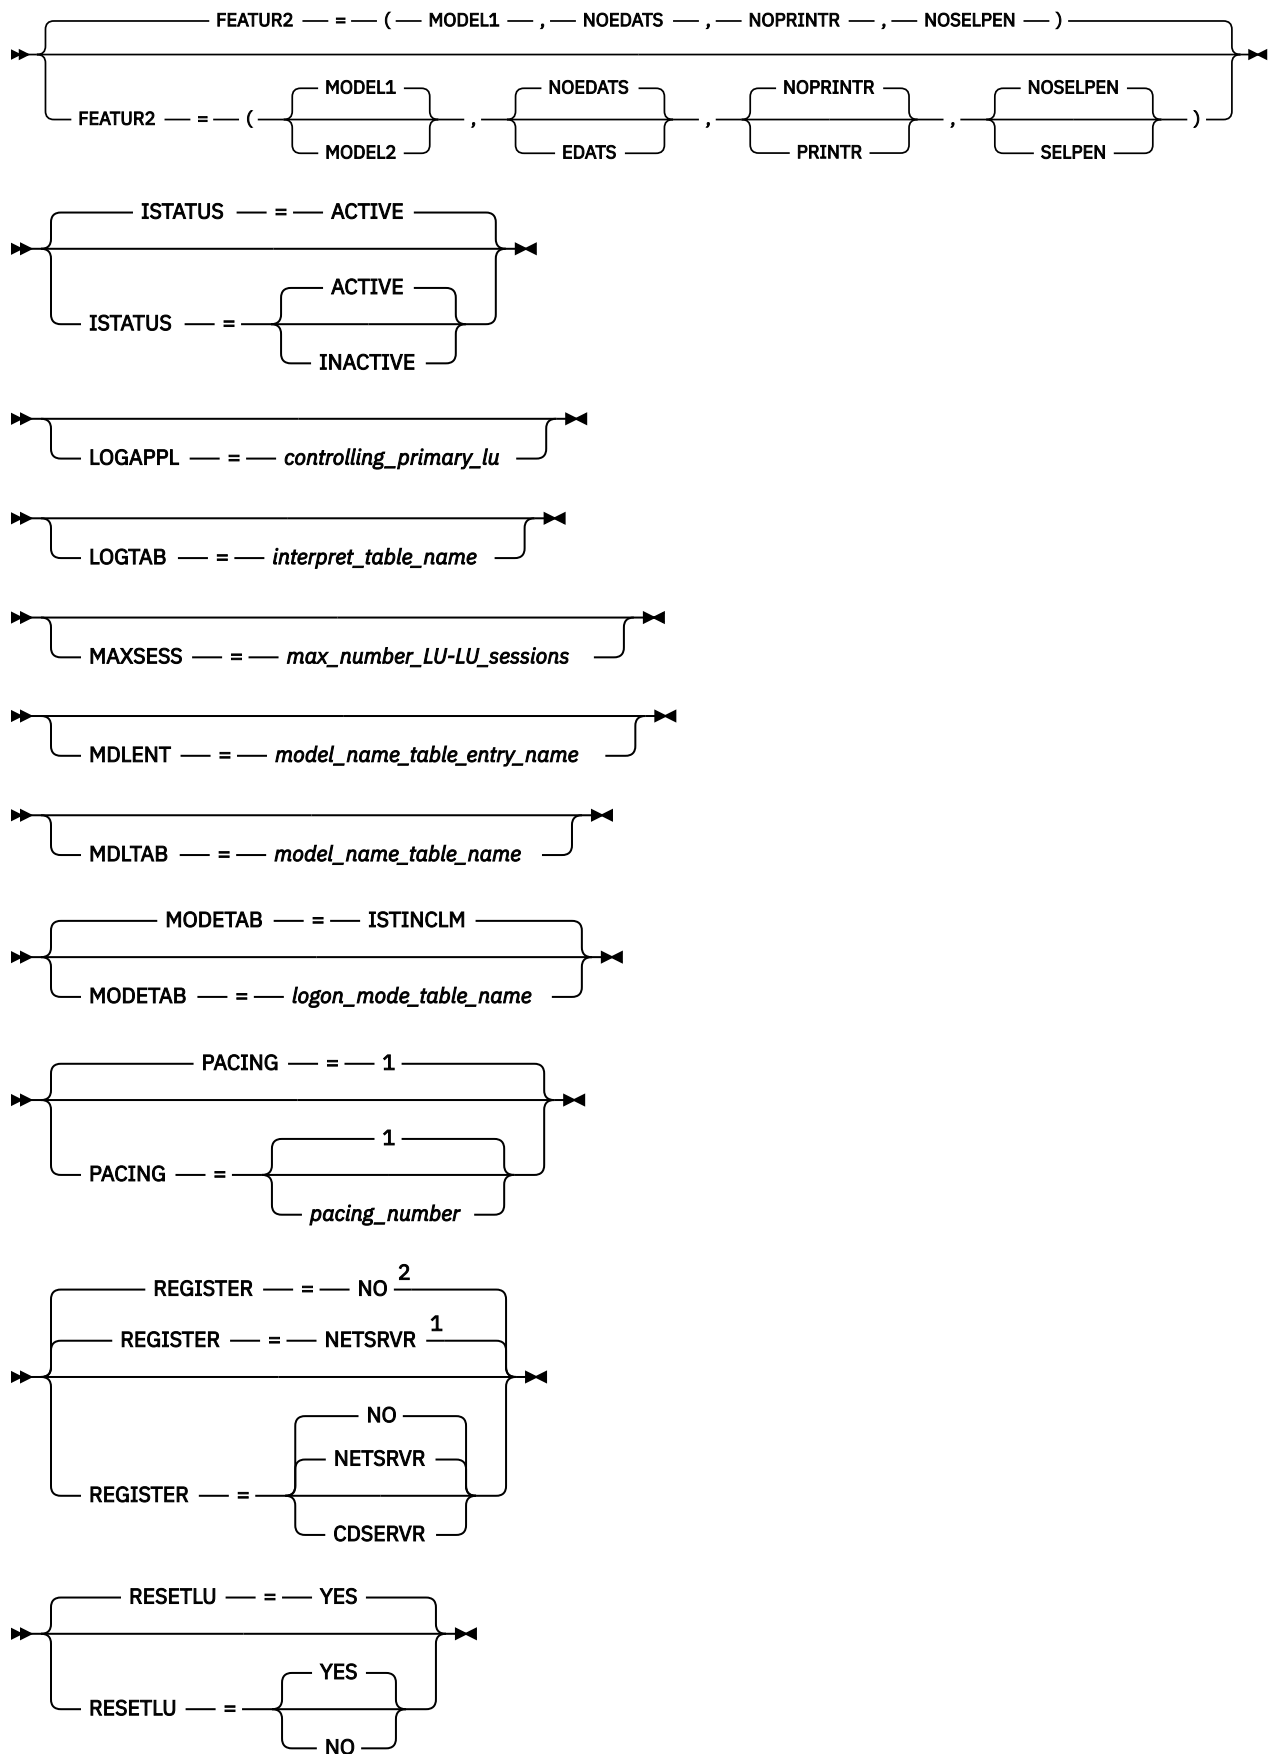 FEATUR2 = ( MODEL1 , NOEDATS , NOPRINTR , NOSELPEN )
MODEL1 NOEDATS NOPRINTR NOSELPEN
FEATUR2 = ( , , , )
MODEL2 EDATS PRINTR SELPEN
ISTATUS = ACTIVE
ACTIVE
ISTATUS =
INACTIVE
LOGAPPL = controlling_primary_lu
LOGTAB = interpret_table_name
MAXSESS = max_number_LU-LU_sessions
MDLENT = model_name_table_entry_name
MDLTAB = model_name_table_name
MODETAB = ISTINCLM
MODETAB = logon_mode_table_name
PACING = 1
1
PACING =
pacing_number
REGISTER = NO 2
REGISTER = NETSRVR 1
NO
NETSRVR
REGISTER =
CDSERVR
RESETLU = YES
YES
RESETLU =
NO